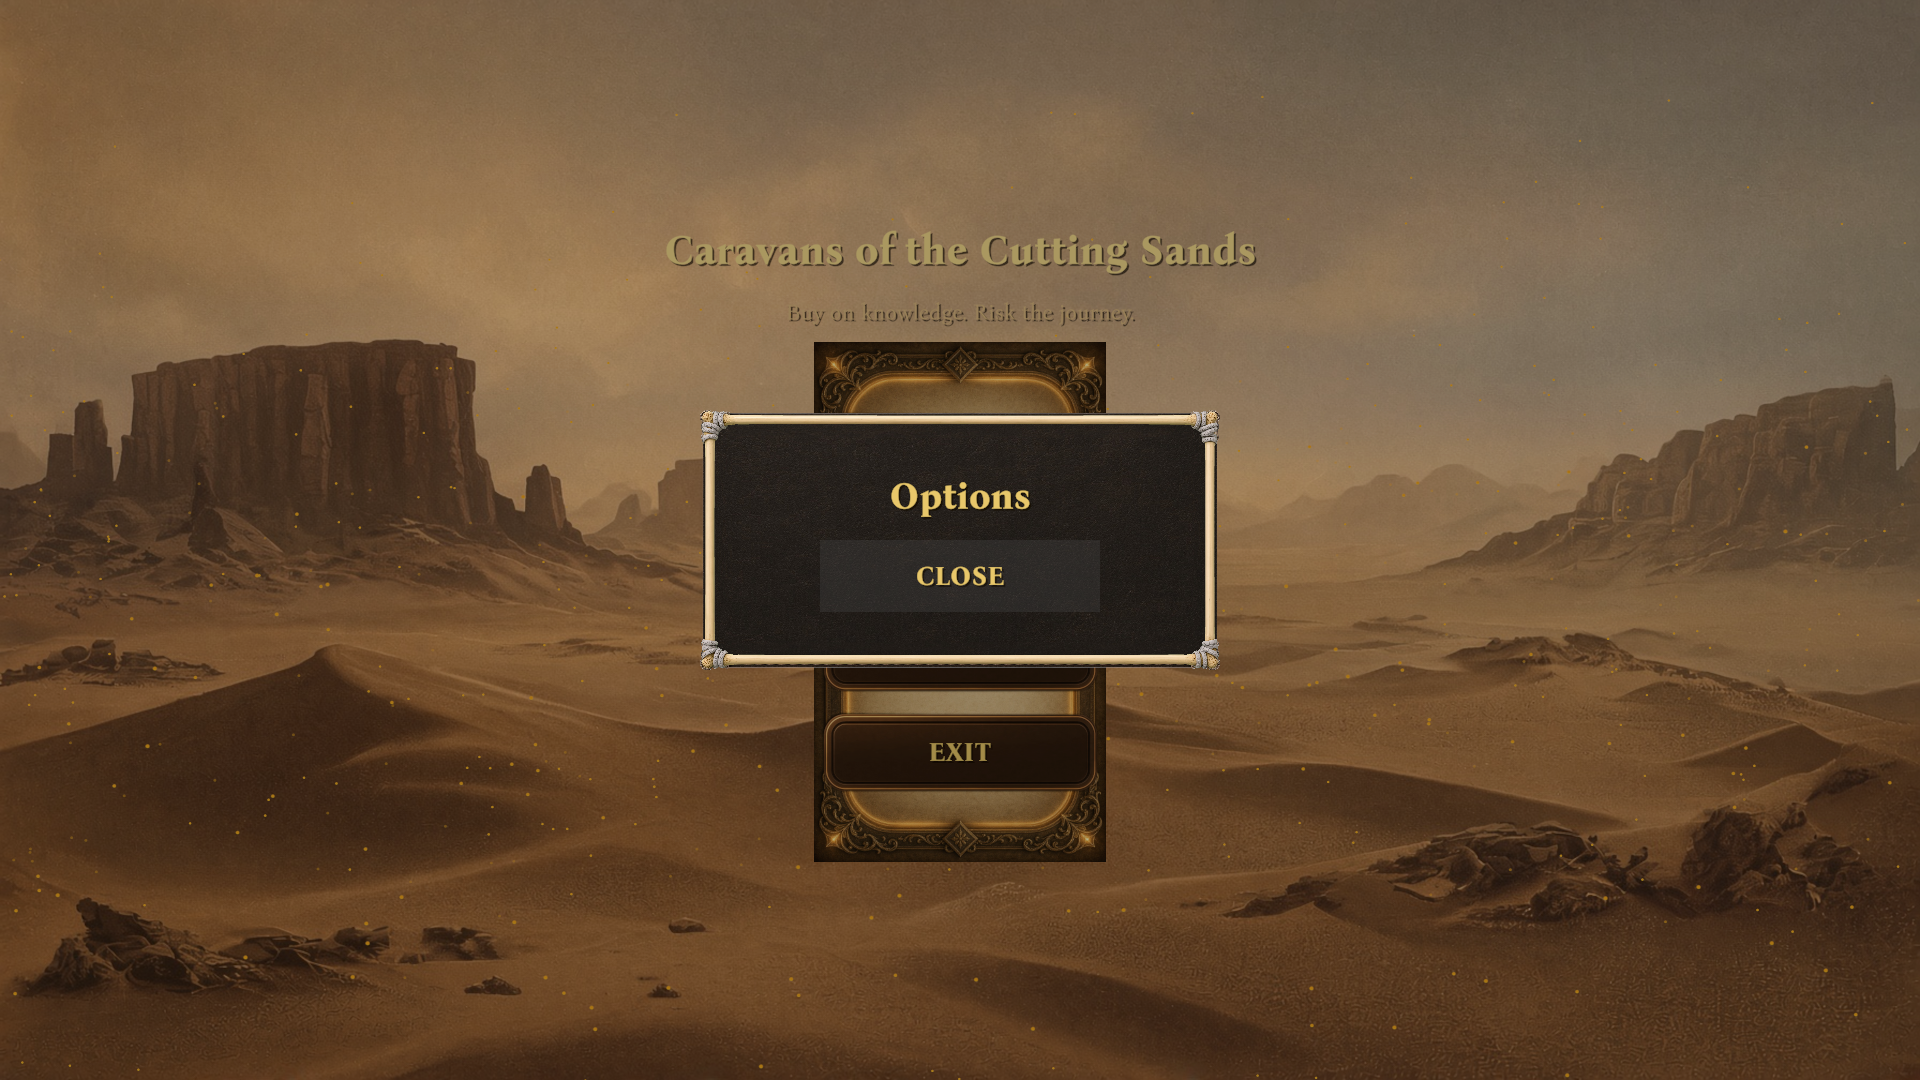 Caravans of the Cutting Sands
Buy on knowledge. Risk the journey.
Options
CLOSE
EXIT